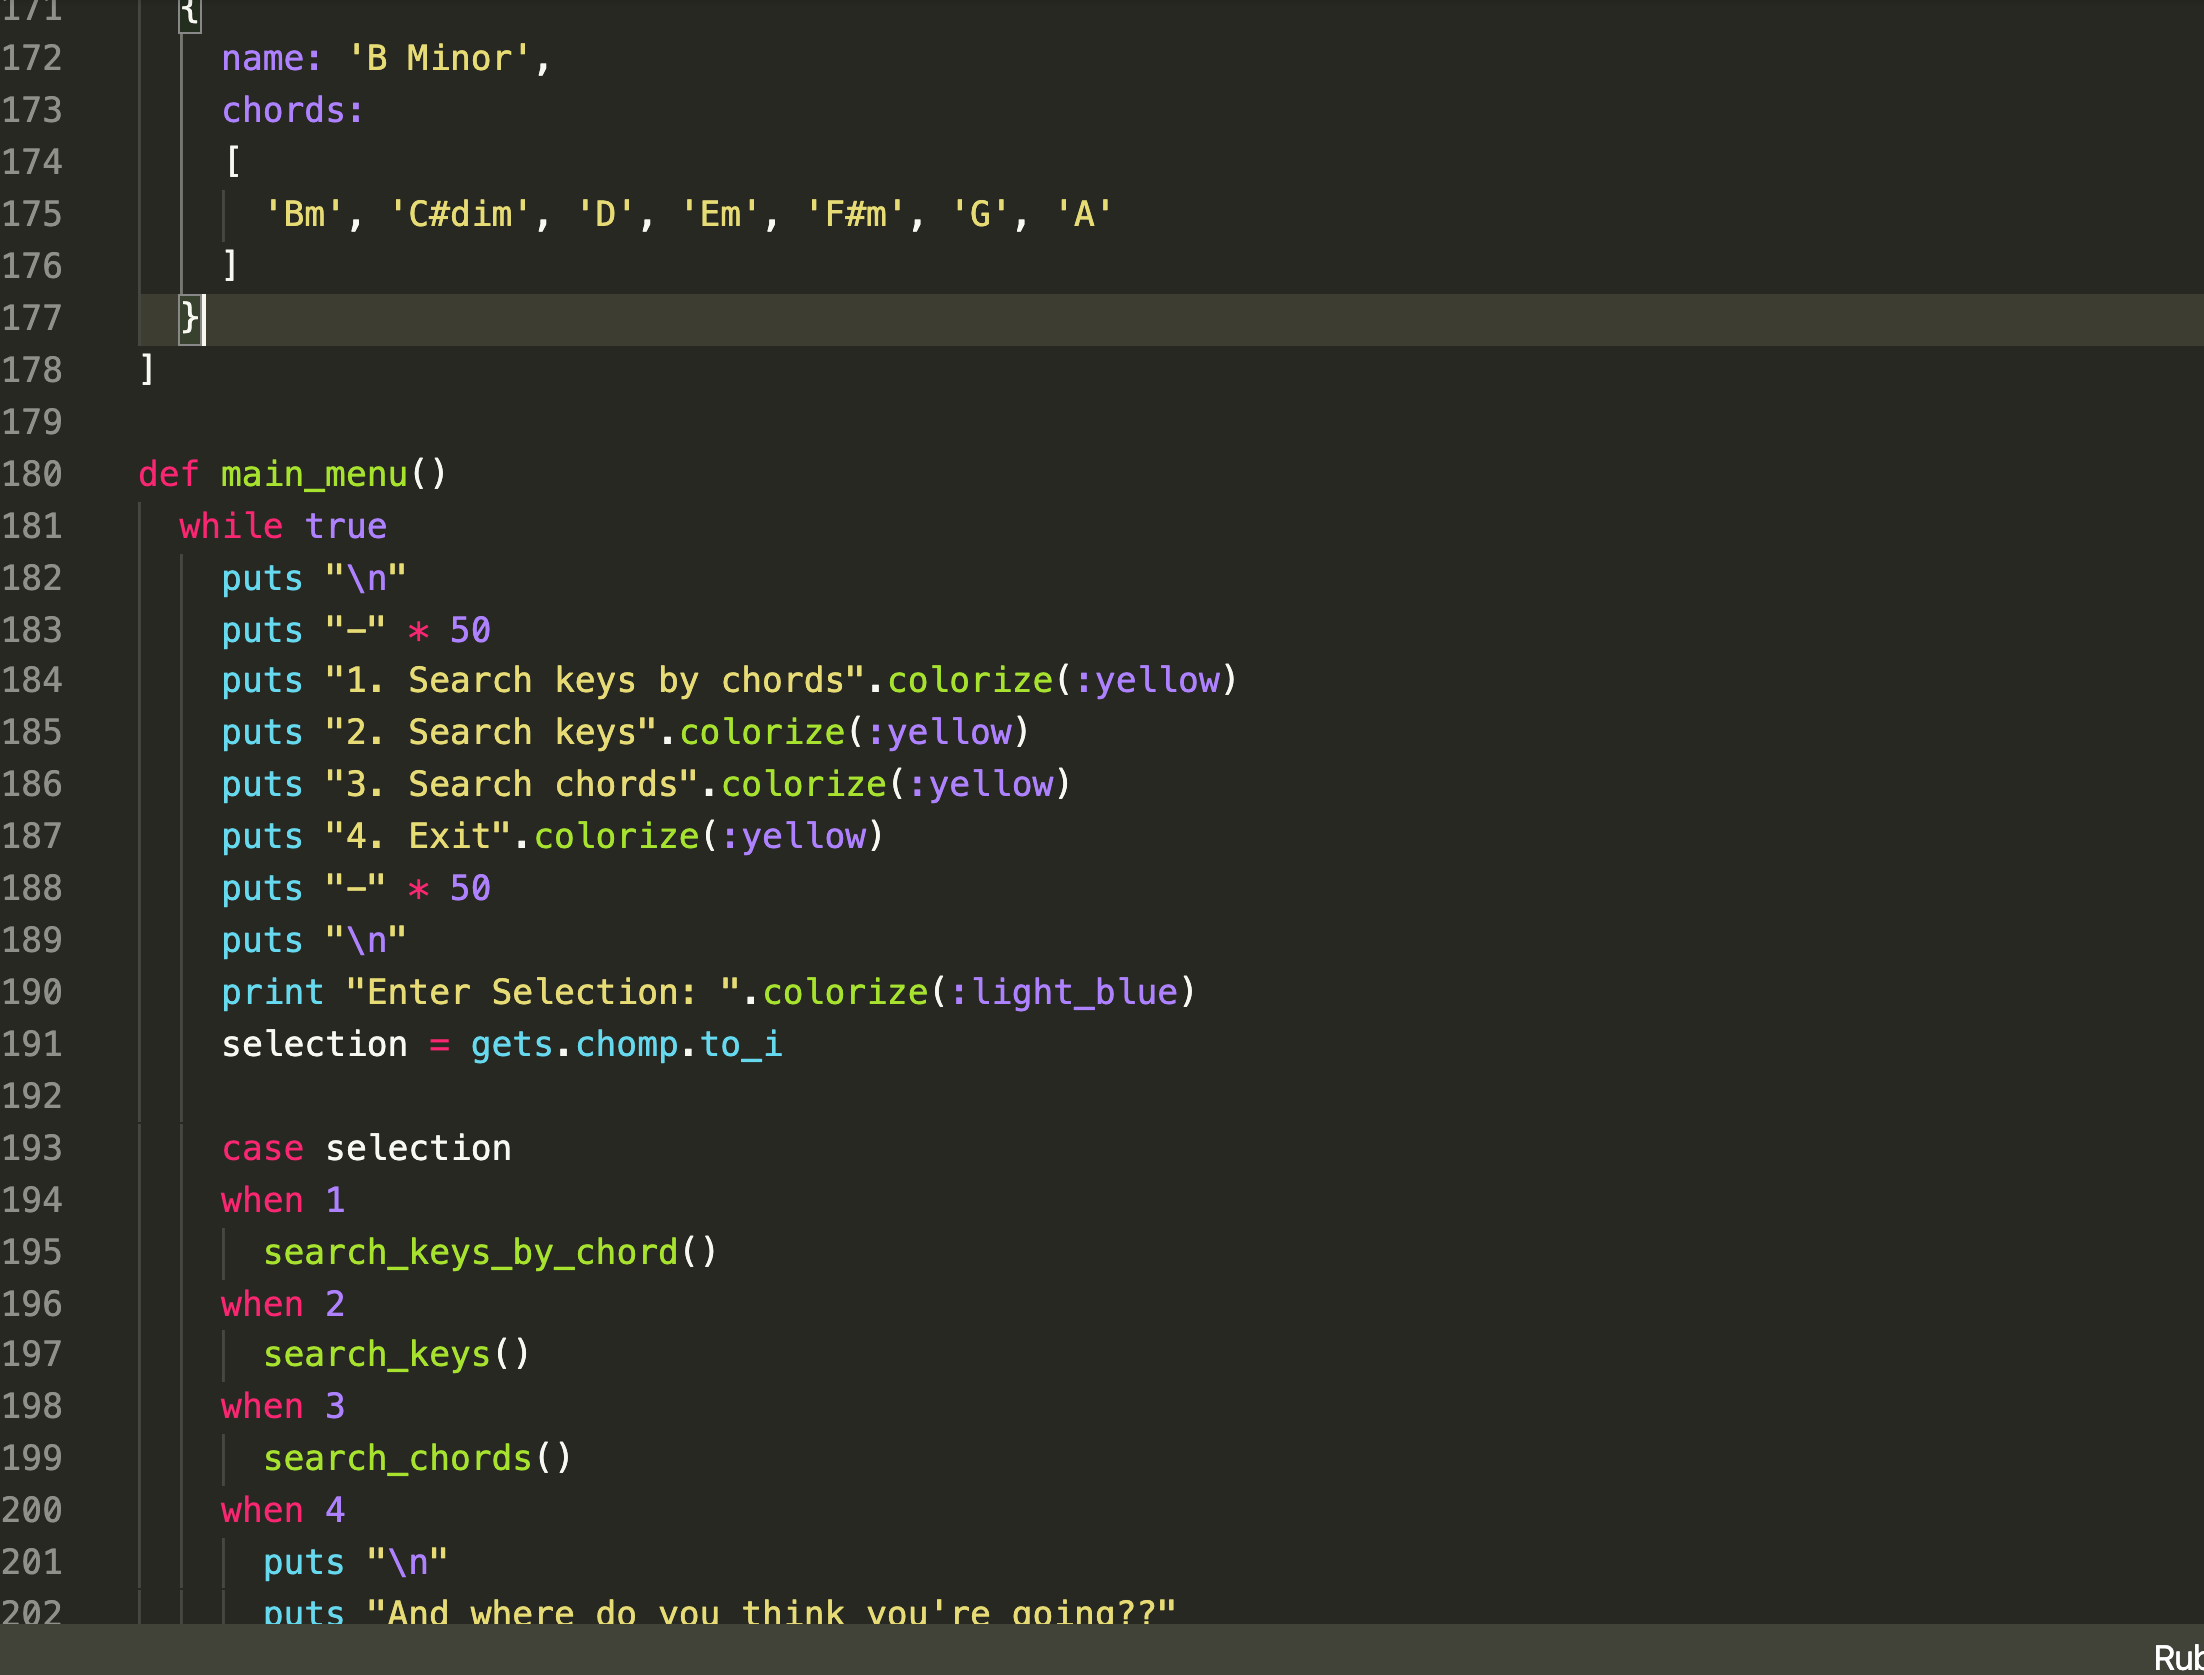 171 {
172 name: 'B Minor',
173 chords:
174 [
175 'Bm', 'C#dim', 'D', 'Em', 'F#m', 'G', 'A'
176 ]
177 }
178 ]
179
180 def main_menu()
181 while true
182 puts "\n"
183 puts "—" * 50
184 puts "1. Search keys by chords".colorize(:yellow)
185 puts "2. Search keys".colorize(:yellow)
186 puts "3. Search chords".colorize(:yellow)
187 puts "4. Exit".colorize(:yellow)
188 puts "—" * 50
189 puts "\n"
190 print "Enter Selection: ".colorize(:light_blue)
191 selection = gets.chomp.to_i
192
193 case selection
194 when 1
195 search_keys_by_chord()
196 when 2
197 search_keys()
198 when 3
199 search_chords()
200 when 4
201 puts "\n"
202 puts "And where do you think you're going??"
Rub